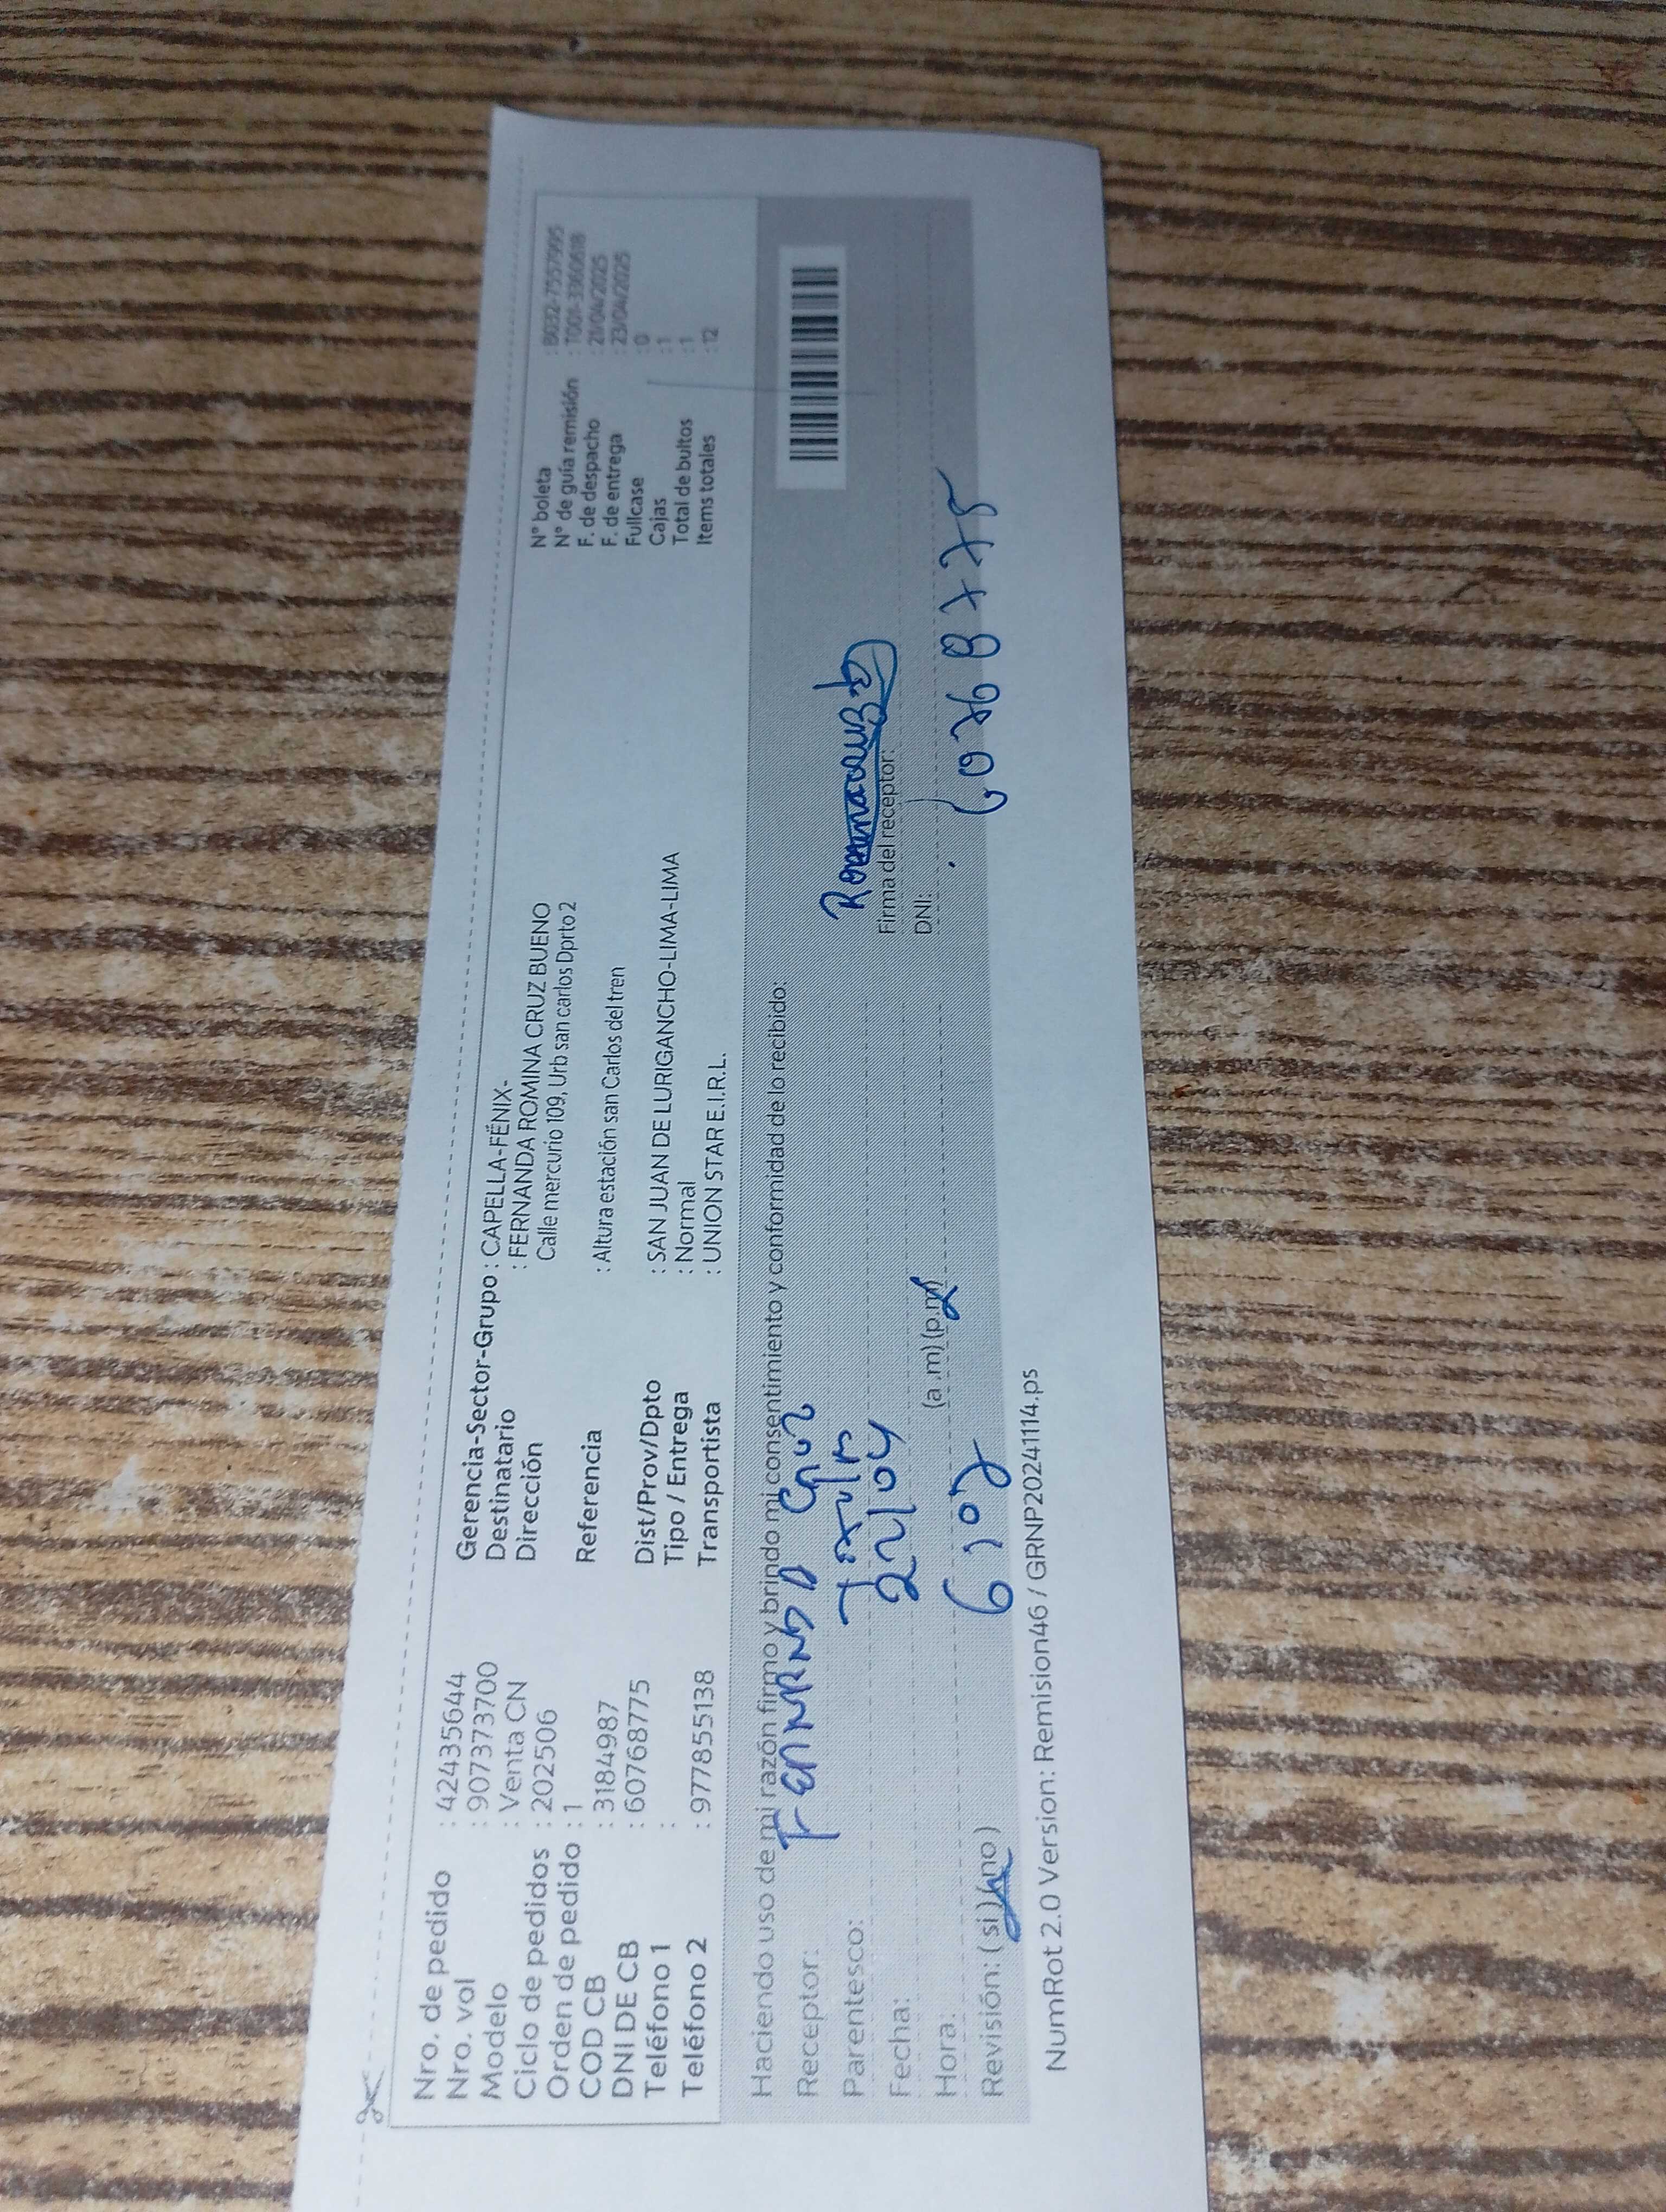 Nro. de pedido : 42435644
Nro. vol : 907373700
Modelo : Venta CN
Ciclo de pedidos : 202506
Orden de pedido : 1
COD CB : 3184987
DNI DE CB : 60768775
Teléfono 1 :
Teléfono 2 : 977855138
Gerencia-Sector-Grupo : CAPELLA-FÉNIX-
Destinatario : FERNANDA ROMINA CRUZ BUENO
Dirección Calle mercurio 109, Urb san carlos Dprto 2
Referencia : Altura estación san Carlos del tren
Dist/Prov/Dpto : SAN JUAN DE LURIGANCHO-LIMA-LIMA
Tipo / Entrega : Normal
Transportista : UNION STAR E.I.R.L.
N° boleta : B032-7557995
N° de guía remisión : T001-3360618
F. de despacho : 21/04/2025
F. de entrega : 23/04/2025
Fullcase : 0
Cajas : 1
Total de bultos : 1
Items totales : 12
Haciendo uso de mi razón firmo y brindo mi consentimiento y conformidad de lo recibido:
Receptor:
Parentesco:
Fecha: 22/04
Hora: 6:02 (a.m) (p.m)
Revisión: (si) (no)
Firma del receptor:
DNI: 60768775
NumRot 2.0 Version: Remision46 / GRNP20241114.ps